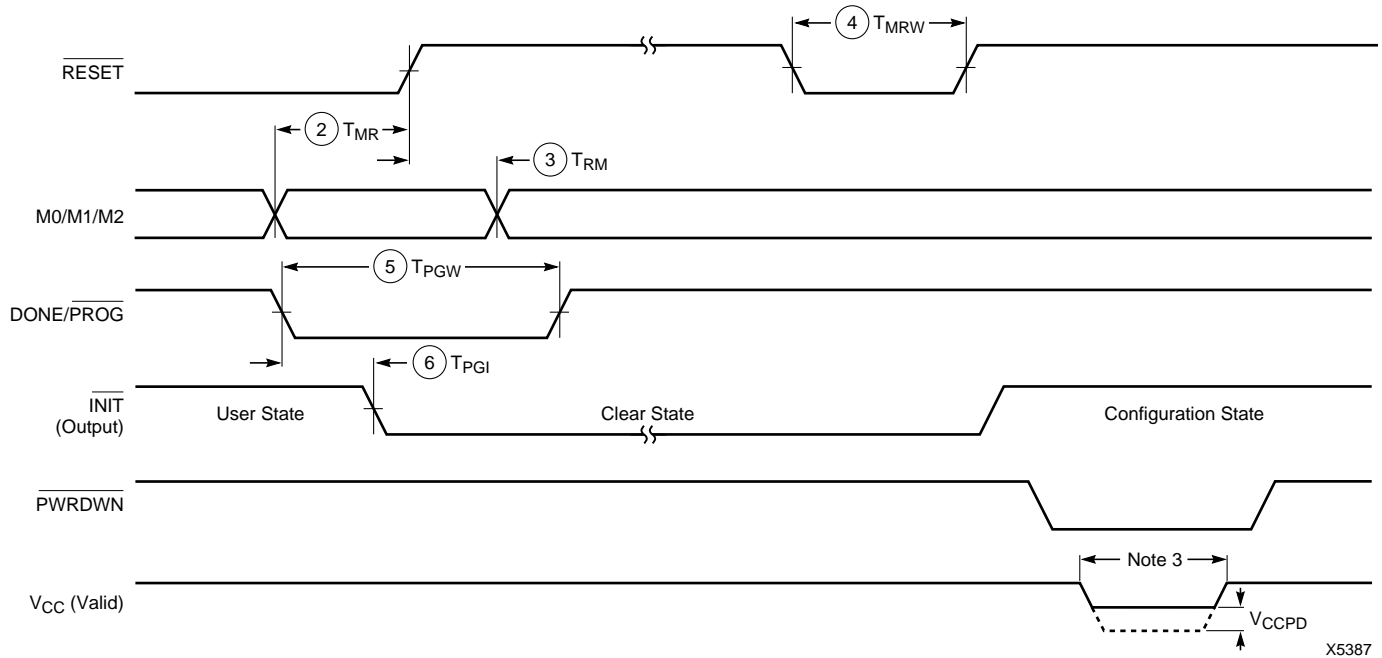 4 TMRW
RESET
2 TMR
3 TRM
M0/M1/M2
5 TPGW
DONE/PROG
6 TPGI
INIT
(Output)
User State
Clear State
Configuration State
PWRDWN
Note 3
VCC (Valid)
VCCPD
X5387